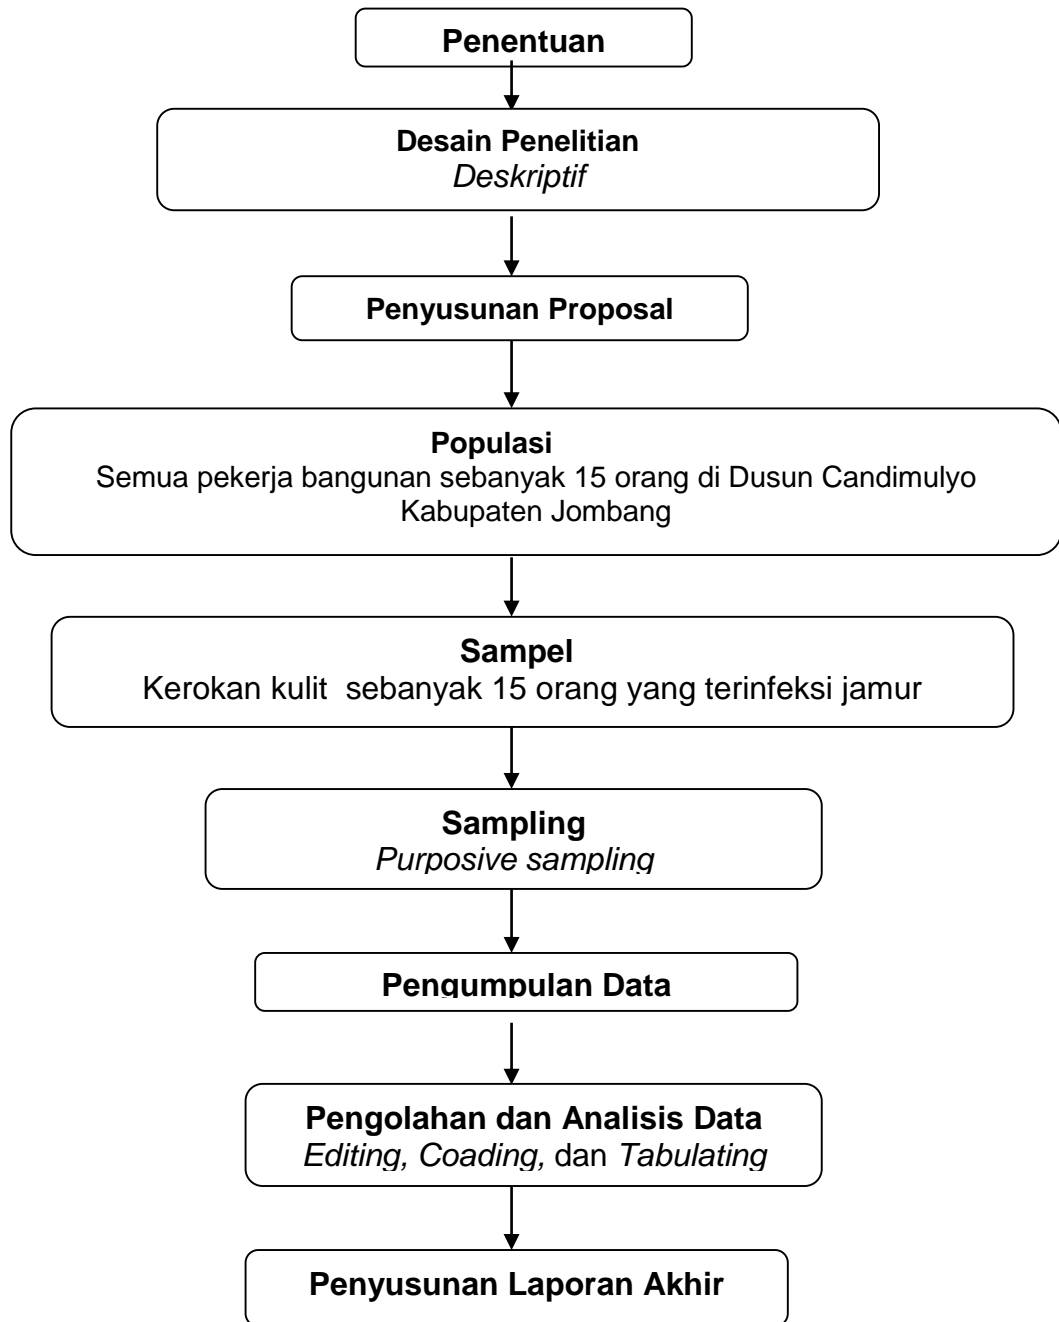 Penentuan
Desain Penelitian
Deskriptif
Penyusunan Proposal
Populasi
Semua pekerja bangunan sebanyak 15 orang di Dusun Candimulyo
Kabupaten Jombang
Sampel
Kerokan kulit sebanyak 15 orang yang terinfeksi jamur
Sampling
Purposive sampling
Pengumpulan Data
Pengolahan dan Analisis Data
Editing, Coading, dan Tabulating
Penyusunan Laporan Akhir